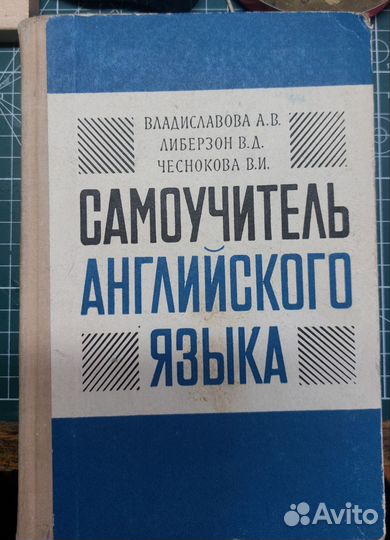 ВЛАДИСЛАВОВА А.В.
ЛИБЕРЗОН В.Д.
ЧЕСНОКОВА В.И.
САМОУЧИТЕЛЬ
АНГЛИЙСКОГО
ЯЗЫКА
Avito